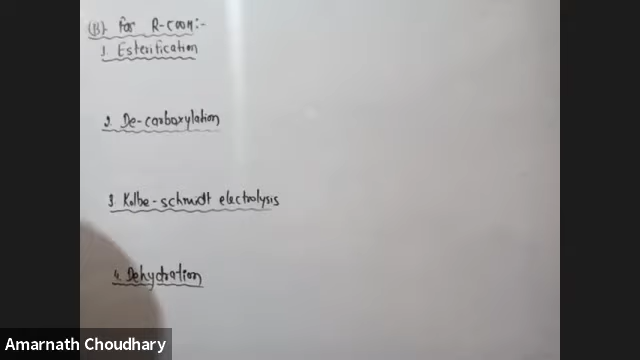 (B). For R-COOH:-
1. Esterification
2. De-carboxylation
3. Kolbe-schmidt electrolysis
4. Dehydration
Amarnath Choudhary